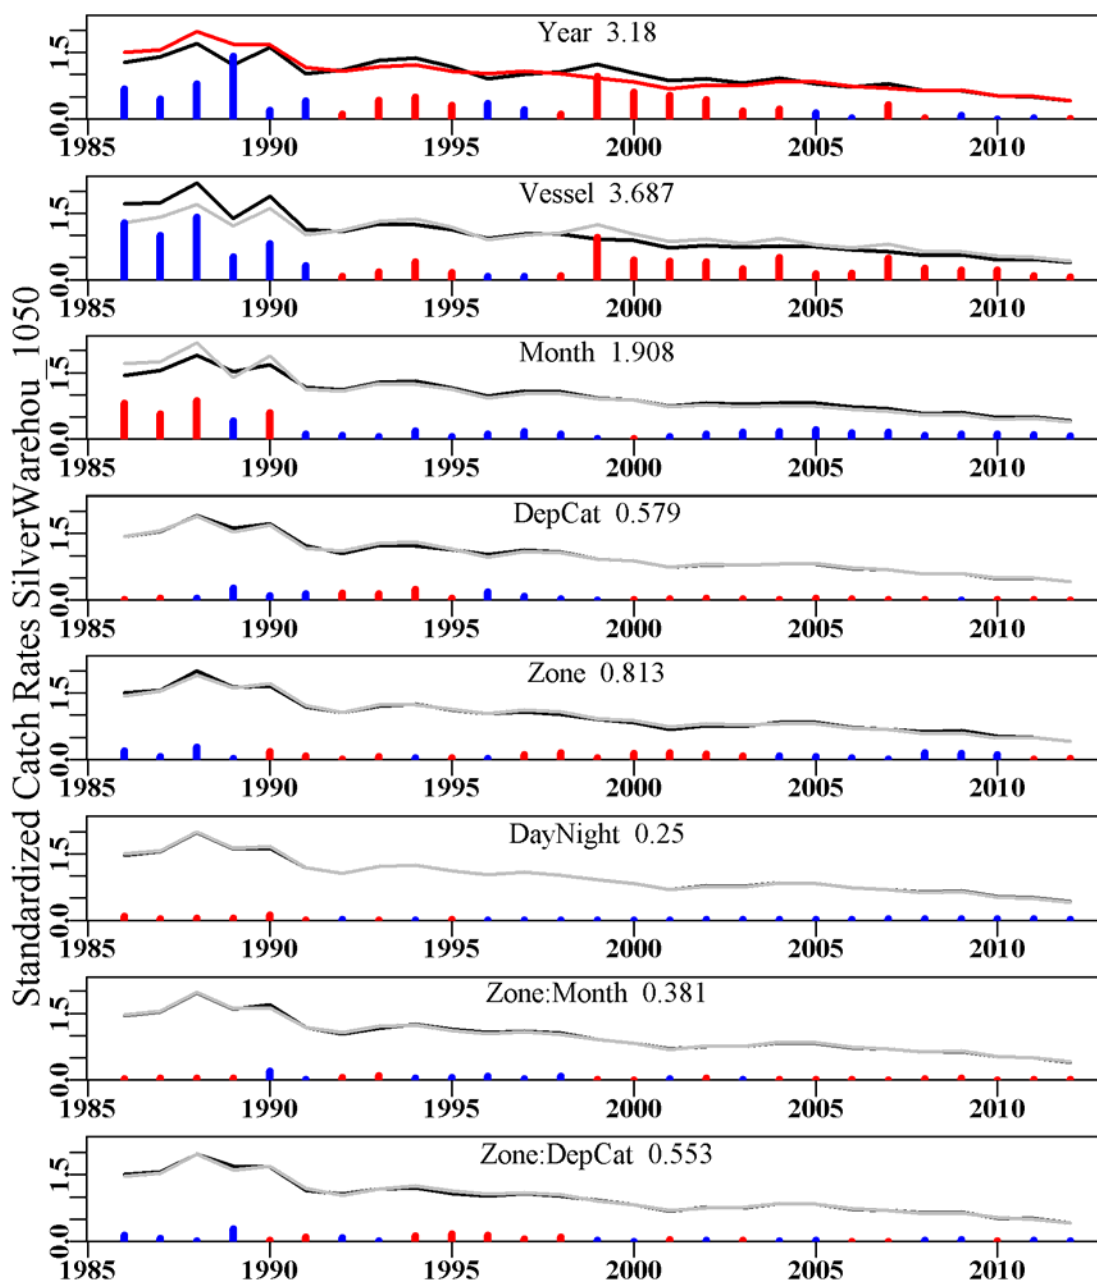 Standardized Catch Rates SilverWarehou_1050
Year 3.18
0.0 1.5
1985 1990 1995 2000 2005 2010
Vessel 3.687
0.0 1.5
1985 1990 1995 2000 2005 2010
Month 1.908
0.0 1.5
1985 1990 1995 2000 2005 2010
DepCat 0.579
0.0 1.5
1985 1990 1995 2000 2005 2010
Zone 0.813
0.0 1.5
1985 1990 1995 2000 2005 2010
DayNight 0.25
0.0 1.5
1985 1990 1995 2000 2005 2010
Zone:Month 0.381
0.0 1.5
1985 1990 1995 2000 2005 2010
Zone:DepCat 0.553
0.0 1.5
1985 1990 1995 2000 2005 2010